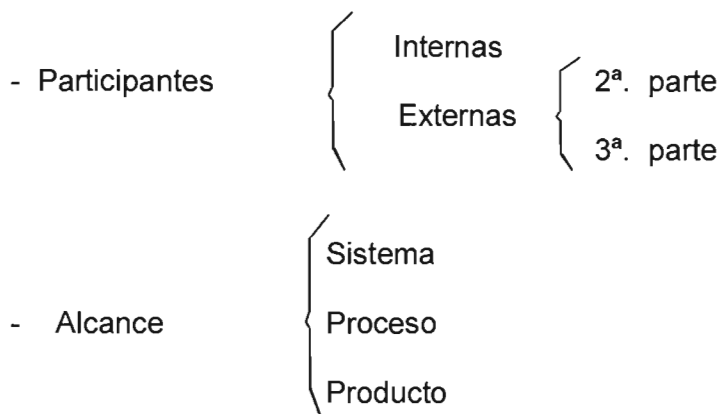 Internas
- Participantes
2ª. parte
Externas
3ª. parte
Sistema
- Alcance
Proceso
Producto